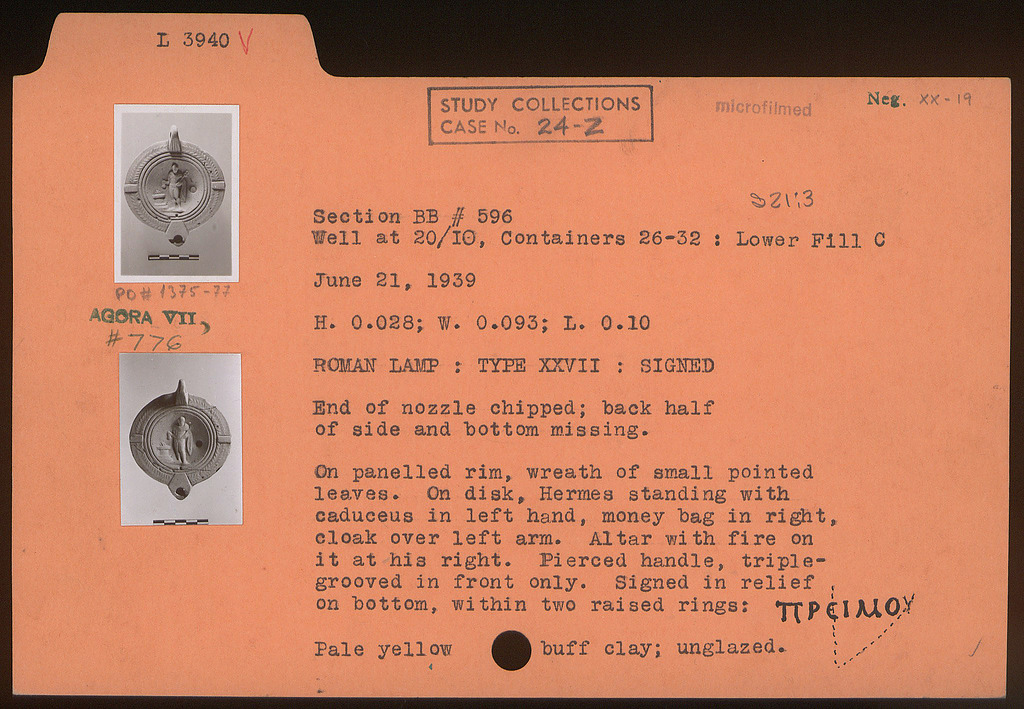 L 3940 V
STUDY COLLECTIONS
CASE No. 24-Z
microfilmed
Neg. XX-19
PD# 1375-77
AGORA VII,
#776
Section BB # 596
Well at 20/ΙΘ, Containers 26-32 : Lower Fill C
June 21, 1939
H. 0.028; W. 0.093; L. 0.10
ROMAN LAMP : TYPE XXVII : SIGNED
End of nozzle chipped; back half
of side and bottom missing.
On panelled rim, wreath of small pointed
leaves. On disk, Hermes standing with
caduceus in left hand, money bag in right,
cloak over left arm. Altar with fire on
it at his right. Pierced handle, triple-
grooved in front only. Signed in relief
on bottom, within two raised rings: ΠΡΕΙΜΟΥ
Pale yellow buff clay; unglazed.